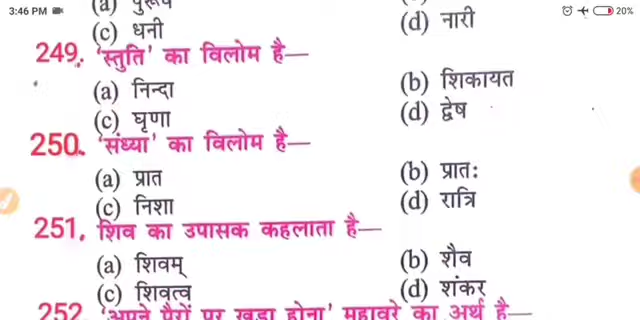 3:46 PM 20%
(a) पुरुष
(c) धनी (d) नारी
249. 'स्तुति' का विलोम है—
(a) निन्दा (b) शिकायत
(c) घृणा (d) द्वेष
250. 'संध्या' का विलोम है—
(a) प्रात (b) प्रातः
(c) निशा (d) रात्रि
251. शिव का उपासक कहलाता है—
(a) शिवम् (b) शैव
(c) शिवत्व (d) शंकर
252. 'अपने पैरों पर खड़ा होना' मुहावरे का अर्थ है—